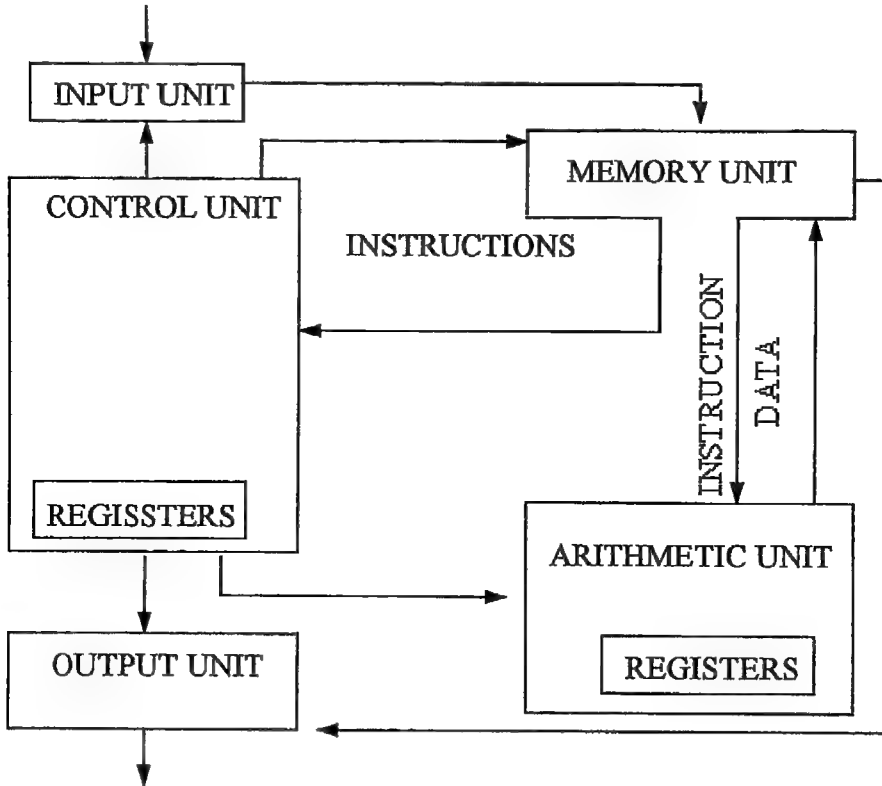 INPUT UNIT
MEMORY UNIT
CONTROL UNIT
INSTRUCTIONS
INSTRUCTION
DATA
REGISSTERS
ARITHMETIC UNIT
OUTPUT UNIT
REGISTERS